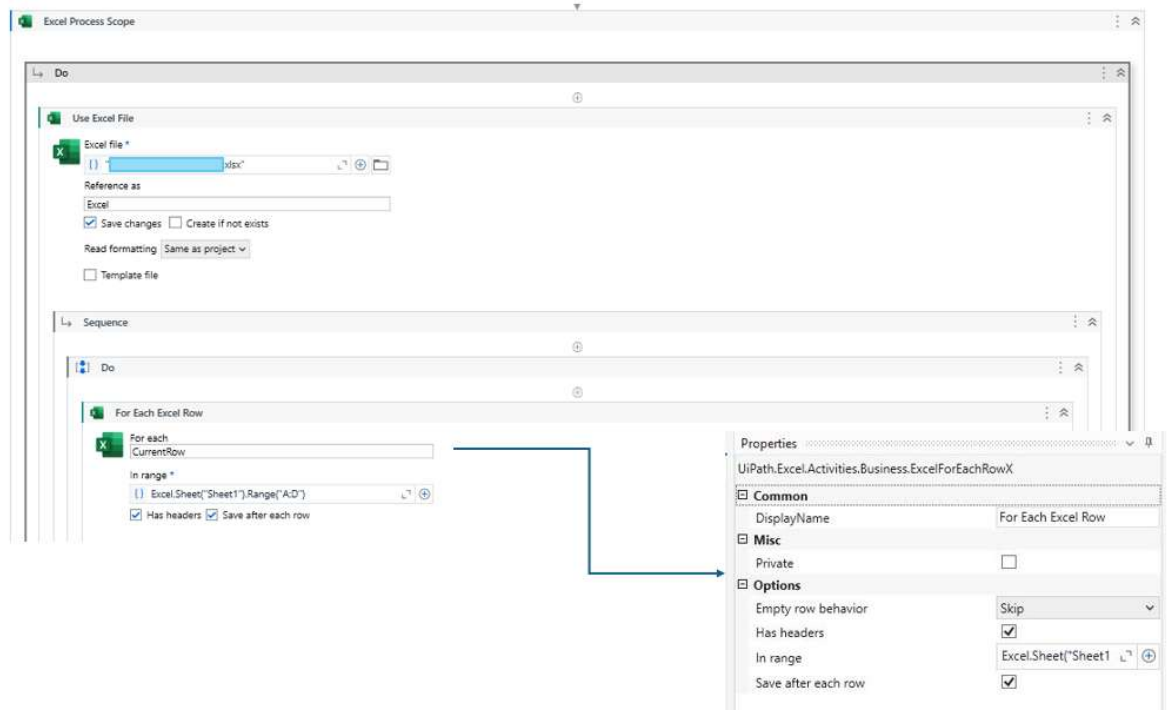 Excel Process Scope
Do
Use Excel File
Excel file *
"
xlsx"
Reference as
Excel
Save changes Create if not exists
Read formatting Same as project
Template file
Sequence
Do
For Each Excel Row
For each
CurrentRow
In range *
Excel.Sheet("Sheet1").Range("A:D")
Has headers Save after each row
Properties
UiPath.Excel.Activities.Business.ExcelForEachRowX
Common
DisplayName For Each Excel Row
Misc
Private
Options
Empty row behavior Skip
Has headers
In range Excel.Sheet("Sheet1
Save after each row